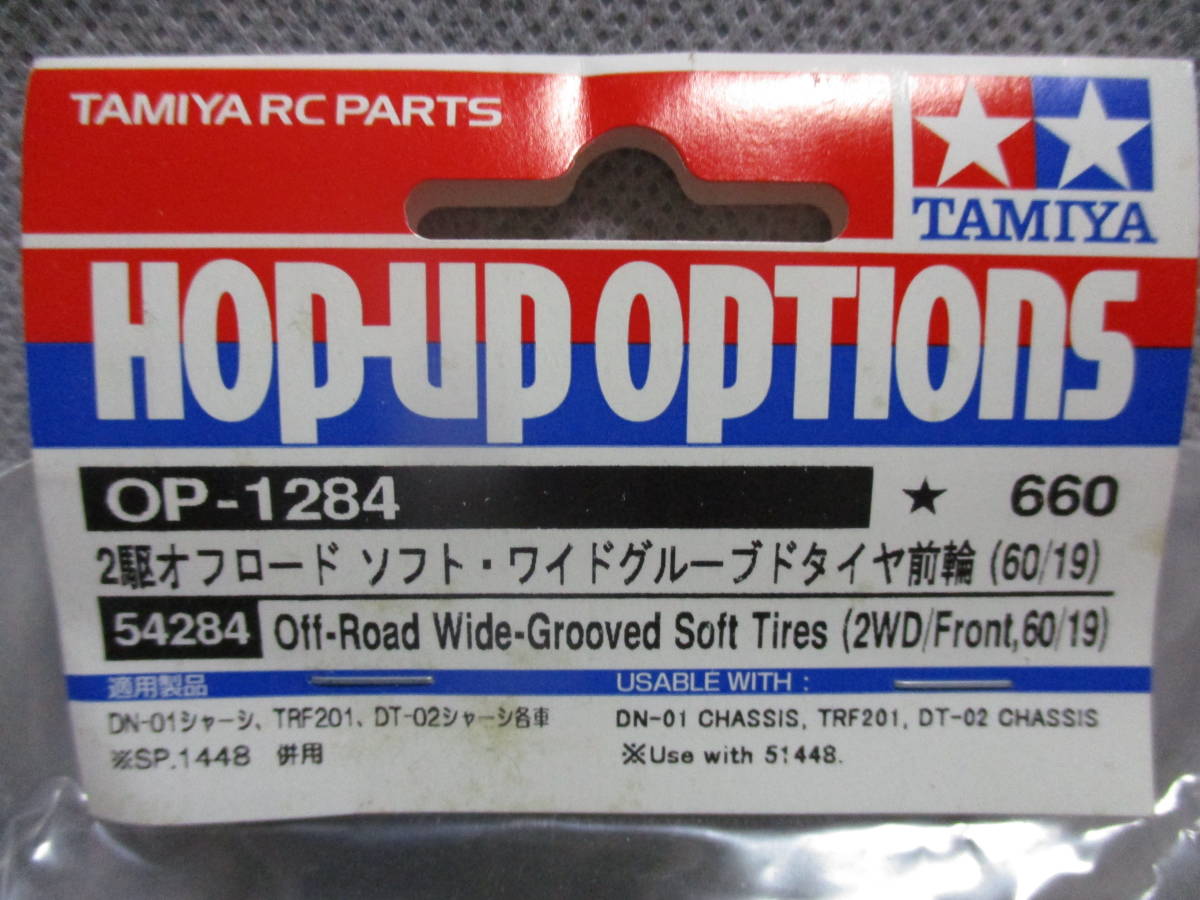 TAMIYA RC PARTS
TAMIYA
HOP-UP OPTIONS
OP-1284 ★ 660
2駆オフロード ソフト・ワイドグルーブドタイヤ前輪 (60/19)
54284 Off-Road Wide-Grooved Soft Tires (2WD/Front,60/19)
適用製品
DN-01シャーシ、TRF201、DT-02シャーシ各車
※SP.1448 併用
USABLE WITH :
DN-01 CHASSIS, TRF201, DT-02 CHASSIS
※Use with 51448.